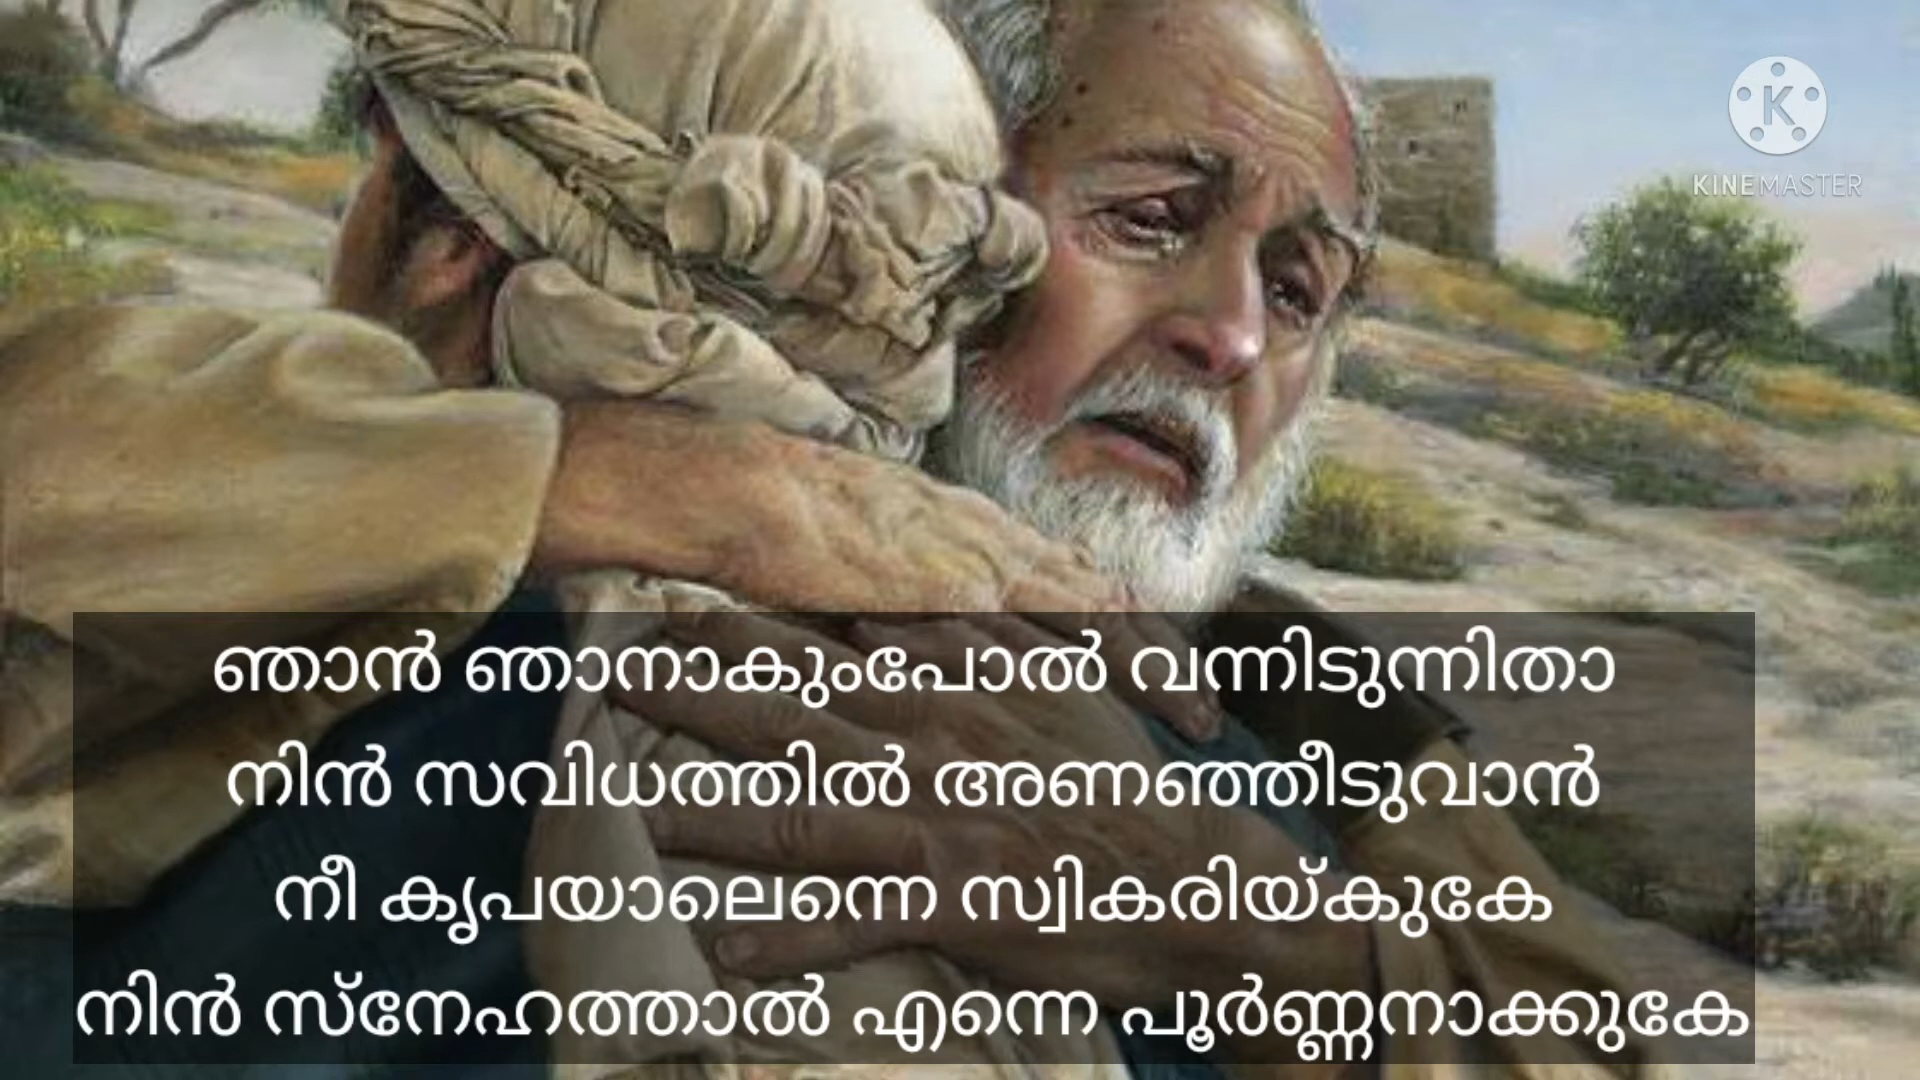 KINEMASTER
ഞാൻ ഞാനാകുംപോൽ വന്നിടുന്നിതാ
നിൻ സവിധത്തിൽ അണഞ്ഞീടുവാൻ
നീ കൃപയാലെന്നെ സ്വികരിയ്കുകേ
നിൻ സ്നേഹത്താൽ എന്നെ പൂർണ്ണനാക്കുകേ